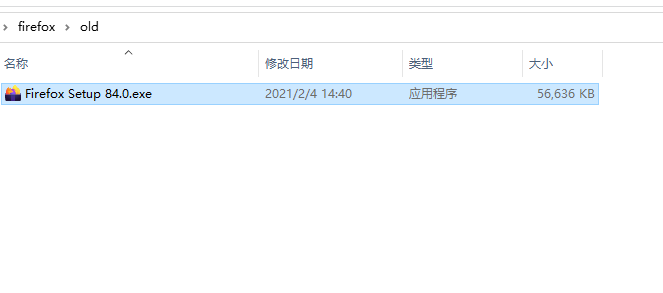 firefox > old
名称 修改日期 类型 大小
Firefox Setup 84.0.exe 2021/2/4 14:40 应用程序 56,636 KB